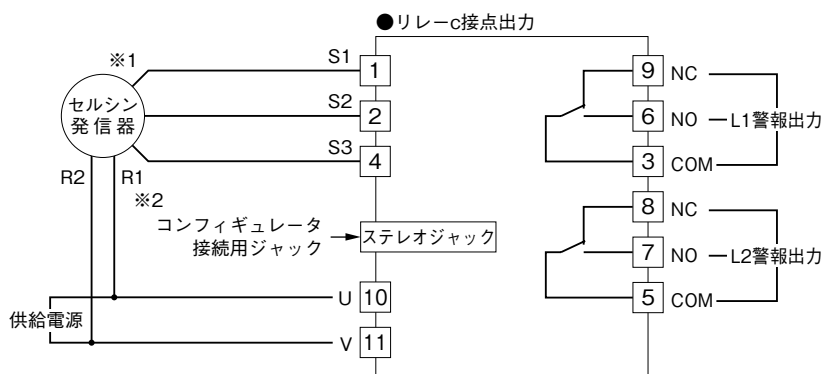 ●リレーc接点出力
※1
セルシン
発信器
S1
1
S2
2
S3
4
R2
R1
※2
コンフィギュレータ
接続用ジャック
ステレオジャック
供給電源
U
10
V
11
9
NC
6
NO
L1警報出力
3
COM
8
NC
7
NO
L2警報出力
5
COM